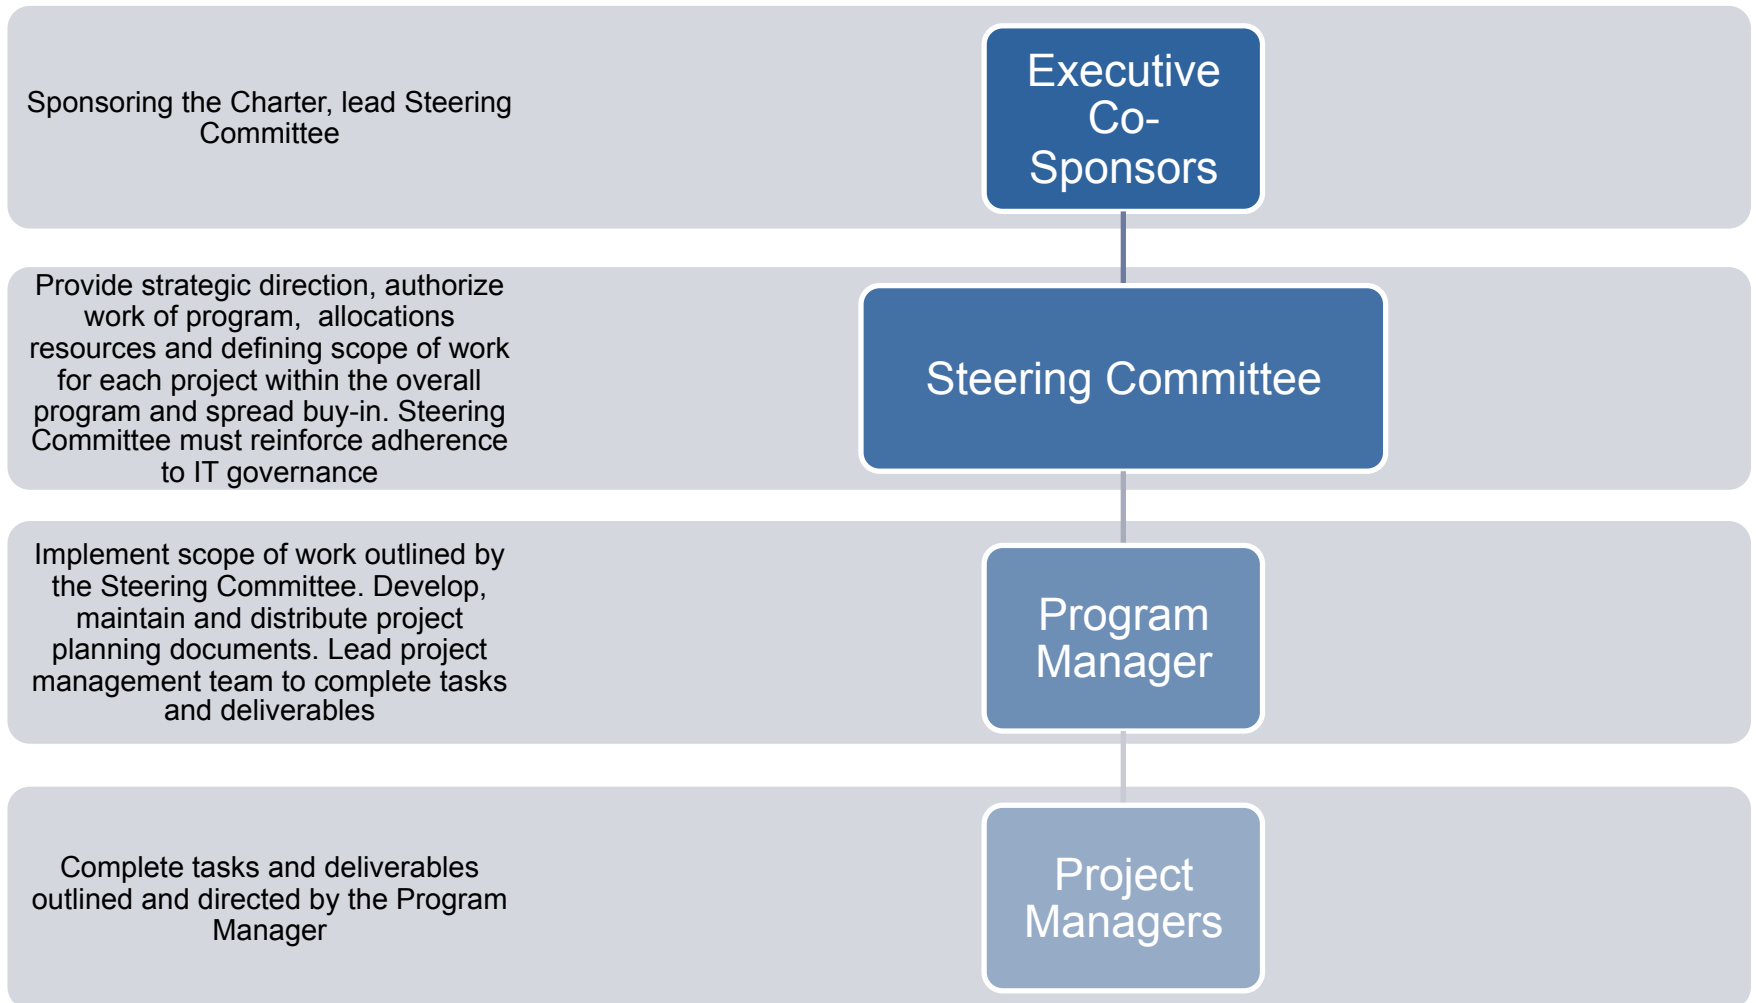 Sponsoring the Charter, lead Steering
Committee
Executive
Co-
Sponsors
Provide strategic direction, authorize
work of program,  allocations
resources and defining scope of work
for each project within the overall
program and spread buy-in. Steering
Committee must reinforce adherence
to IT governance
Steering Committee
Implement scope of work outlined by
the Steering Committee. Develop,
maintain and distribute project
planning documents. Lead project
management team to complete tasks
and deliverables
Program
Manager
Complete tasks and deliverables
outlined and directed by the Program
Manager
Project
Managers